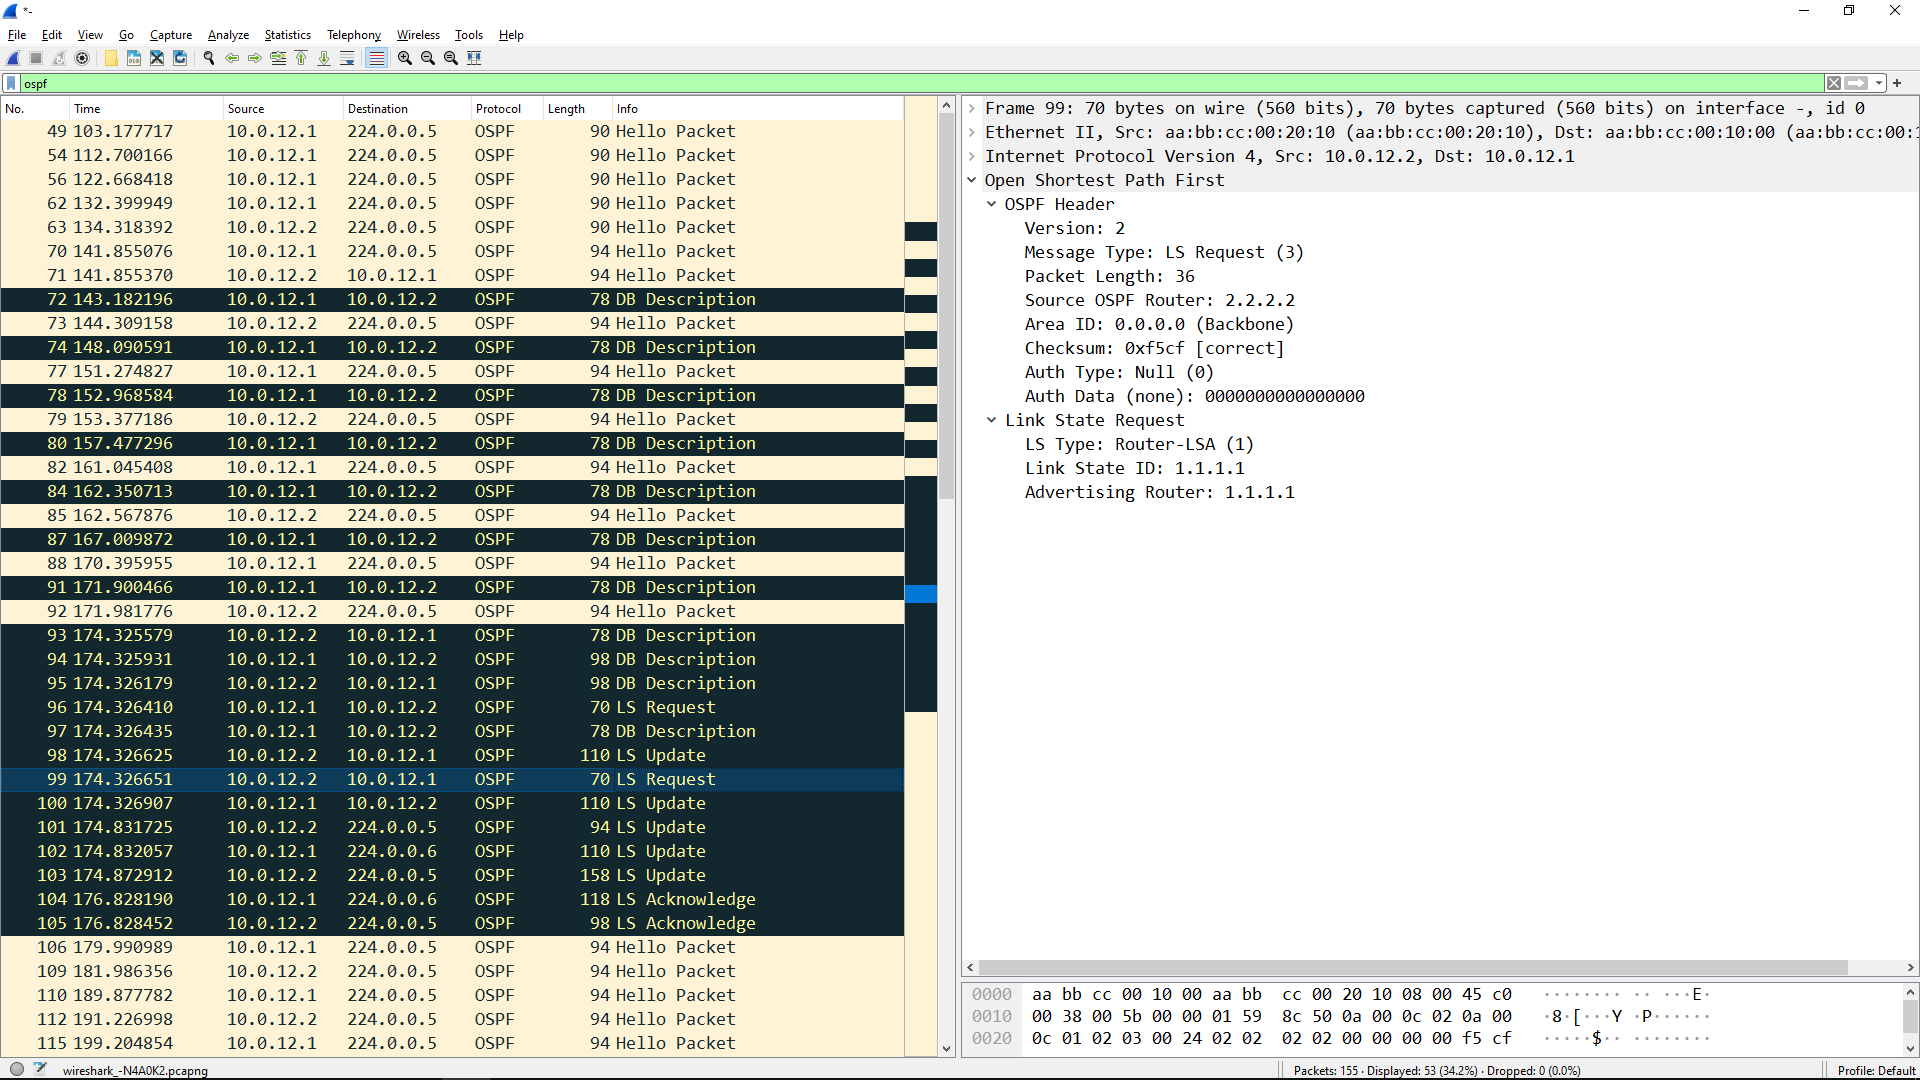 *-
File Edit View Go Capture Analyze Statistics Telephony Wireless Tools Help
ospf
No. Time Source Destination Protocol Length Info
49 103.177717 10.0.12.1 224.0.0.5 OSPF 90 Hello Packet
54 112.700166 10.0.12.1 224.0.0.5 OSPF 90 Hello Packet
56 122.668418 10.0.12.1 224.0.0.5 OSPF 90 Hello Packet
62 132.399949 10.0.12.1 224.0.0.5 OSPF 90 Hello Packet
63 134.318392 10.0.12.2 224.0.0.5 OSPF 90 Hello Packet
70 141.855076 10.0.12.1 224.0.0.5 OSPF 94 Hello Packet
71 141.855370 10.0.12.2 10.0.12.1 OSPF 94 Hello Packet
72 143.182196 10.0.12.1 10.0.12.2 OSPF 78 DB Description
73 144.309158 10.0.12.2 224.0.0.5 OSPF 94 Hello Packet
74 148.090591 10.0.12.1 10.0.12.2 OSPF 78 DB Description
77 151.274827 10.0.12.1 224.0.0.5 OSPF 94 Hello Packet
78 152.968584 10.0.12.1 10.0.12.2 OSPF 78 DB Description
79 153.377186 10.0.12.2 224.0.0.5 OSPF 94 Hello Packet
80 157.477296 10.0.12.1 10.0.12.2 OSPF 78 DB Description
82 161.045408 10.0.12.1 224.0.0.5 OSPF 94 Hello Packet
84 162.350713 10.0.12.1 10.0.12.2 OSPF 78 DB Description
85 162.567876 10.0.12.2 224.0.0.5 OSPF 94 Hello Packet
87 167.009872 10.0.12.1 10.0.12.2 OSPF 78 DB Description
88 170.395955 10.0.12.1 224.0.0.5 OSPF 94 Hello Packet
91 171.900466 10.0.12.1 10.0.12.2 OSPF 78 DB Description
92 171.981776 10.0.12.2 224.0.0.5 OSPF 94 Hello Packet
93 174.325579 10.0.12.2 10.0.12.1 OSPF 78 DB Description
94 174.325931 10.0.12.1 10.0.12.2 OSPF 98 DB Description
95 174.326179 10.0.12.2 10.0.12.1 OSPF 98 DB Description
96 174.326410 10.0.12.1 10.0.12.2 OSPF 70 LS Request
97 174.326435 10.0.12.1 10.0.12.2 OSPF 78 DB Description
98 174.326625 10.0.12.2 10.0.12.1 OSPF 110 LS Update
99 174.326651 10.0.12.2 10.0.12.1 OSPF 70 LS Request
100 174.326907 10.0.12.1 10.0.12.2 OSPF 110 LS Update
101 174.831725 10.0.12.2 224.0.0.5 OSPF 94 LS Update
102 174.832057 10.0.12.1 224.0.0.6 OSPF 110 LS Update
103 174.872912 10.0.12.2 224.0.0.5 OSPF 158 LS Update
104 176.828190 10.0.12.1 224.0.0.6 OSPF 118 LS Acknowledge
105 176.828452 10.0.12.2 224.0.0.5 OSPF 98 LS Acknowledge
106 179.990989 10.0.12.1 224.0.0.5 OSPF 94 Hello Packet
109 181.986356 10.0.12.2 224.0.0.5 OSPF 94 Hello Packet
110 189.877782 10.0.12.1 224.0.0.5 OSPF 94 Hello Packet
112 191.226998 10.0.12.2 224.0.0.5 OSPF 94 Hello Packet
115 199.204854 10.0.12.1 224.0.0.5 OSPF 94 Hello Packet
Frame 99: 70 bytes on wire (560 bits), 70 bytes captured (560 bits) on interface -, id 0
Ethernet II, Src: aa:bb:cc:00:20:10 (aa:bb:cc:00:20:10), Dst: aa:bb:cc:00:10:00 (aa:bb:cc:00:1
Internet Protocol Version 4, Src: 10.0.12.2, Dst: 10.0.12.1
Open Shortest Path First
OSPF Header
Version: 2
Message Type: LS Request (3)
Packet Length: 36
Source OSPF Router: 2.2.2.2
Area ID: 0.0.0.0 (Backbone)
Checksum: 0xf5cf [correct]
Auth Type: Null (0)
Auth Data (none): 0000000000000000
Link State Request
LS Type: Router-LSA (1)
Link State ID: 1.1.1.1
Advertising Router: 1.1.1.1
0000 aa bb cc 00 10 00 aa bb cc 00 20 10 08 00 45 c0 ········ ·· ···E·
0010 00 38 00 5b 00 00 01 59 8c 50 0a 00 0c 02 0a 00 ·8·[···Y ·P······
0020 0c 01 02 03 00 24 02 02 02 02 00 00 00 00 f5 cf ·····$·· ········
wireshark_-N4A0K2.pcapng Packets: 155 · Displayed: 53 (34.2%) · Dropped: 0 (0.0%) Profile: Default